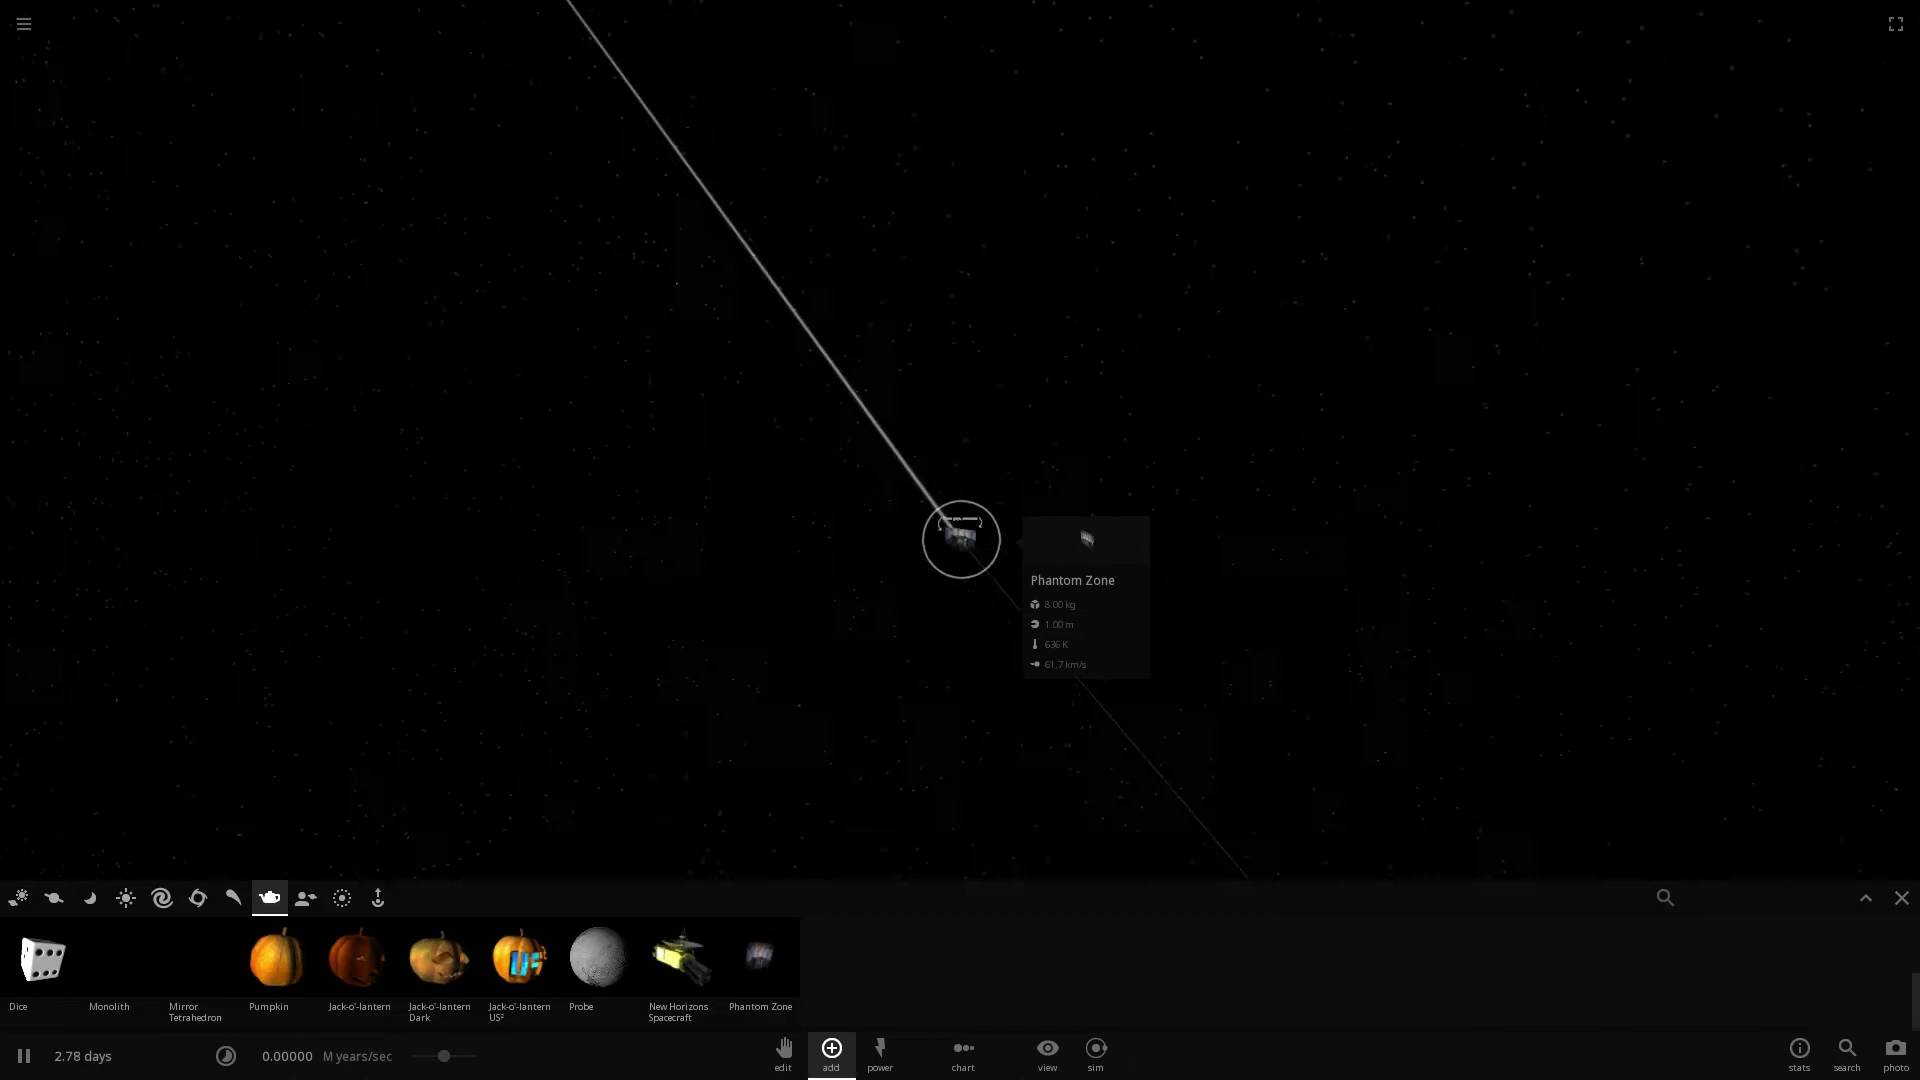 Phantom Zone
8.00 kg
1.00 m
636 K
61.7 km/s
Dice
Monolith
Mirror
Tetrahedron
Pumpkin
Jack-o'-lantern
Jack-o'-lantern
Dark
Jack-o'-lantern
US²
Probe
New Horizons
Spacecraft
Phantom Zone
2.78 days
0.00000 M years/sec
edit
add
power
chart
view
sim
stats
search
photo